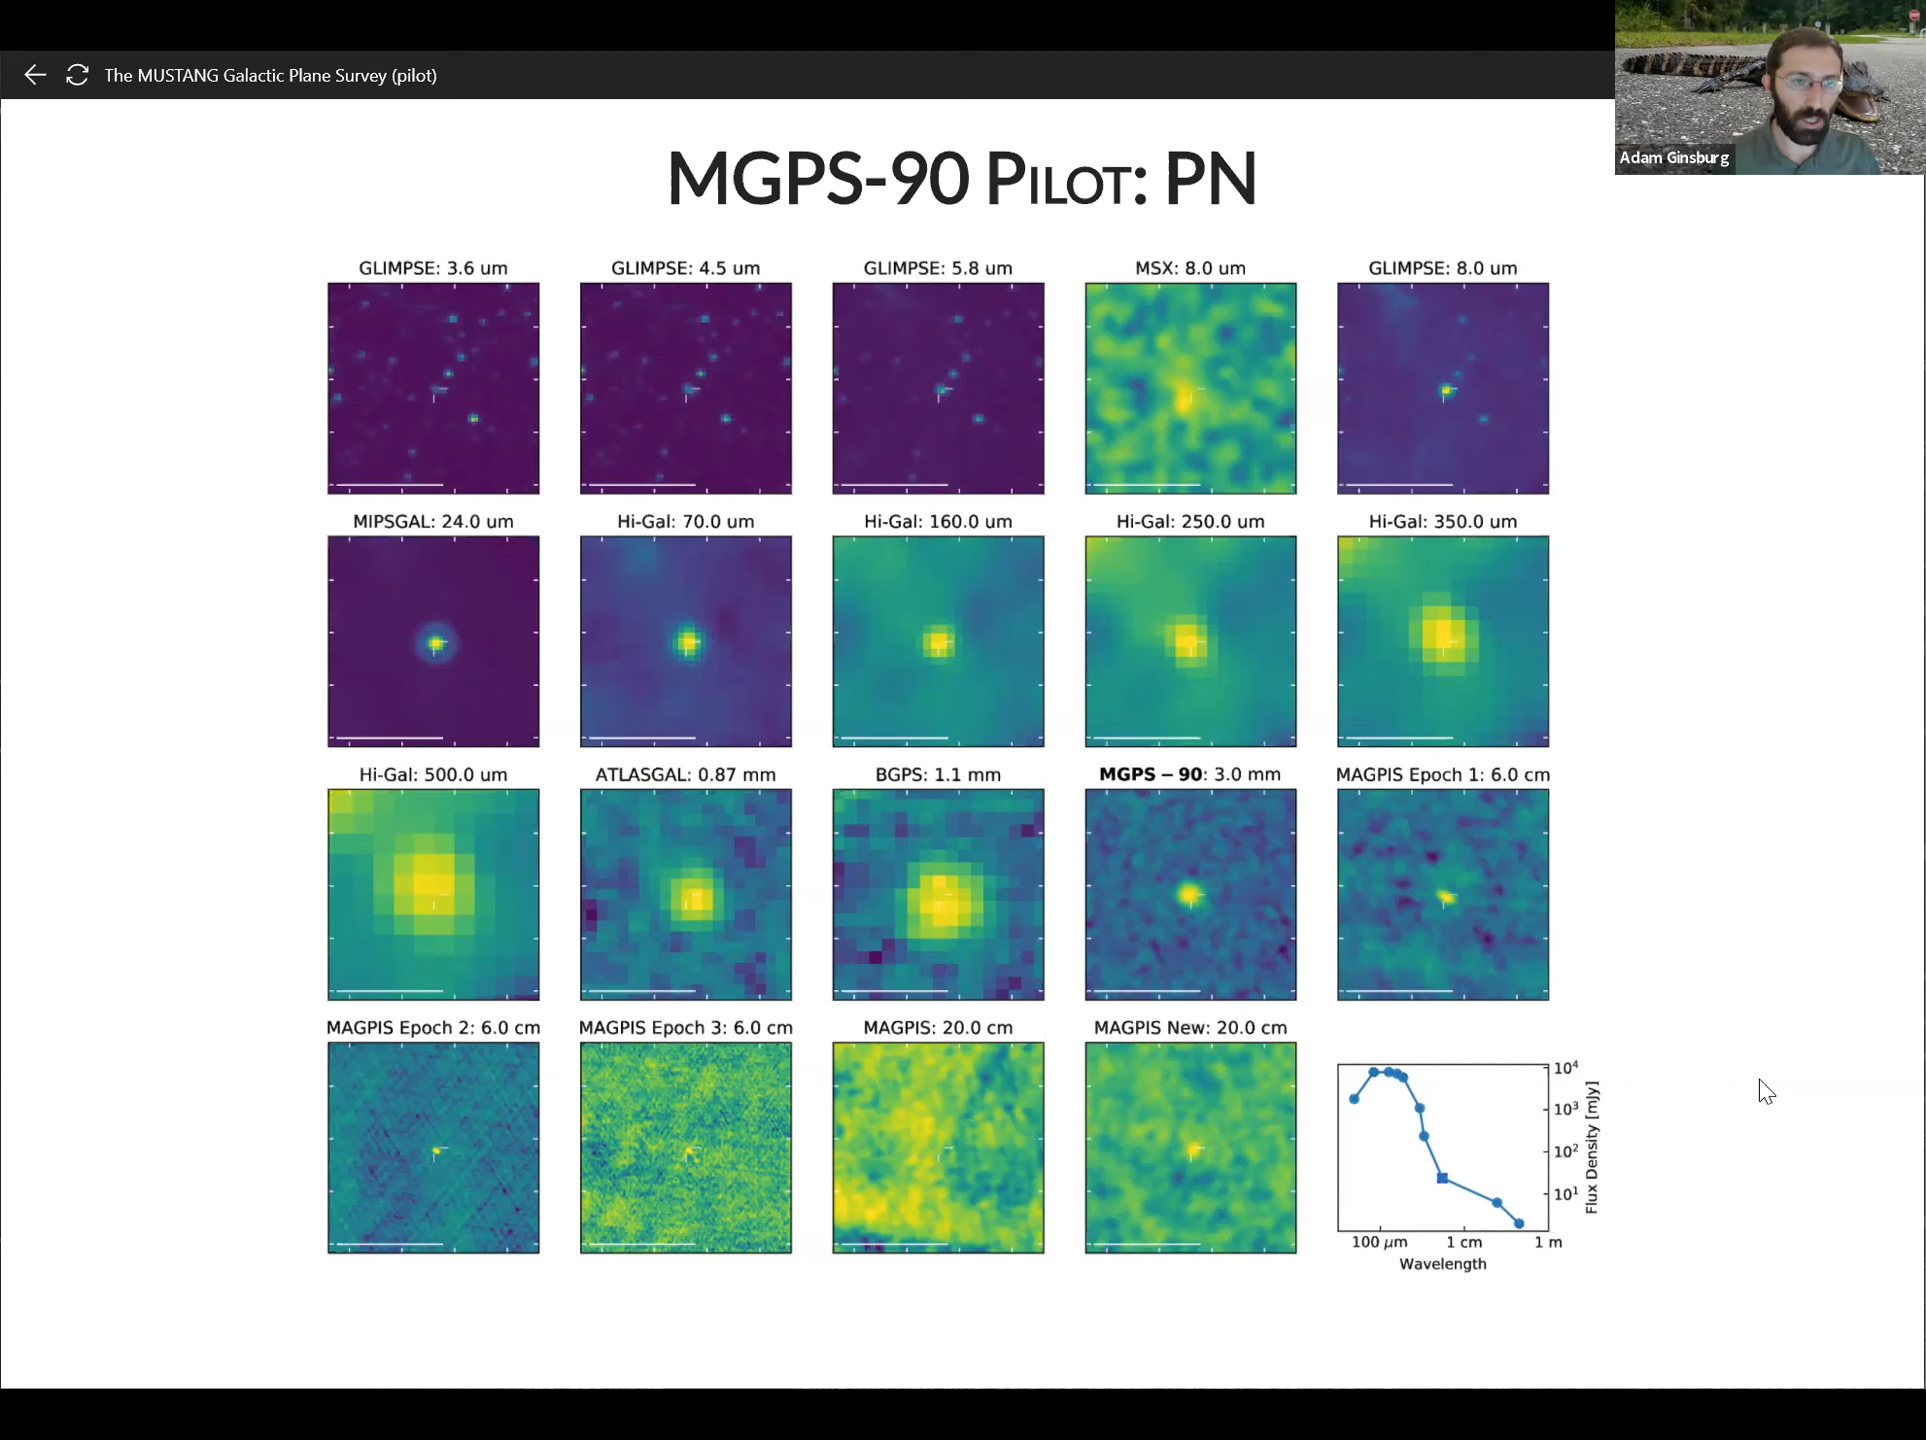 The MUSTANG Galactic Plane Survey (pilot)
Adam Ginsburg
MGPS-90 PILOT: PN
GLIMPSE: 3.6 um
GLIMPSE: 4.5 um
GLIMPSE: 5.8 um
MSX: 8.0 um
GLIMPSE: 8.0 um
MIPSGAL: 24.0 um
Hi-Gal: 70.0 um
Hi-Gal: 160.0 um
Hi-Gal: 250.0 um
Hi-Gal: 350.0 um
Hi-Gal: 500.0 um
ATLASGAL: 0.87 mm
BGPS: 1.1 mm
MGPS − 90: 3.0 mm
MAGPIS Epoch 1: 6.0 cm
MAGPIS Epoch 2: 6.0 cm
MAGPIS Epoch 3: 6.0 cm
MAGPIS: 20.0 cm
MAGPIS New: 20.0 cm
10⁴
10³
10²
10¹
Flux Density [mJy]
100 μm
1 cm
1 m
Wavelength